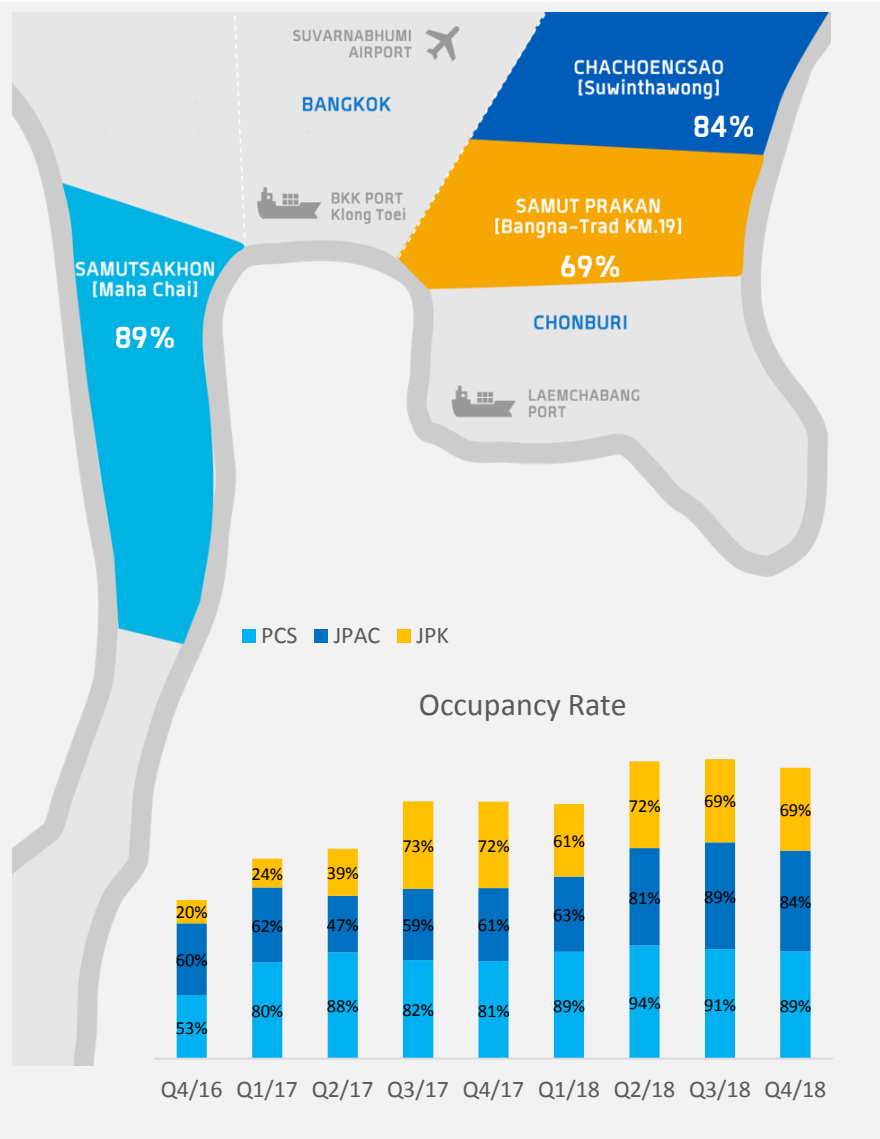 SUVARNABHUMI
AIRPORT
BANGKOK
CHACHOENGSAO
[Suwinthawong]
84%
BKK PORT
Klong Toei
SAMUT PRAKAN
[Bangna-Trad KM.19]
69%
SAMUTSAKHON
[Maha Chai]
89%
CHONBURI
LAEMCHABANG
PORT
PCS JPAC JPK
Occupancy Rate
20% 24% 39% 73% 72% 61% 72% 69% 69%
60% 62% 47% 59% 61% 63% 81% 89% 84%
53% 80% 88% 82% 81% 89% 94% 91% 89%
Q4/16 Q1/17 Q2/17 Q3/17 Q4/17 Q1/18 Q2/18 Q3/18 Q4/18